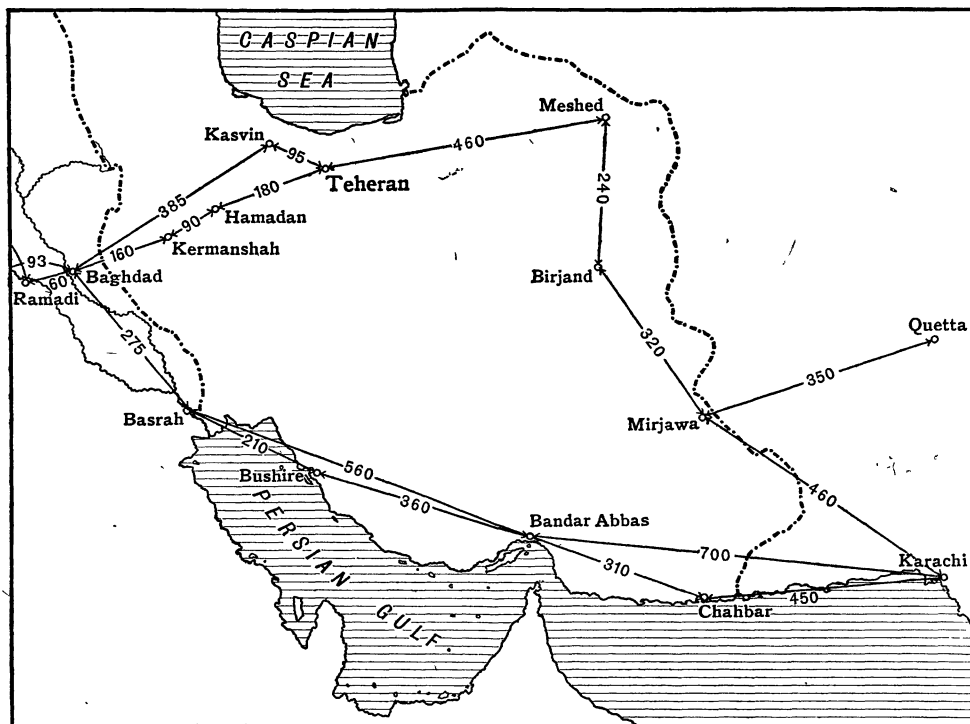 CASPIAN
SEA
Meshed
Kasvin
95
460
Teheran
385
180
240
Hamadan
90
Kermanshah
160
93
Baghdad
60
Ramadi
Birjand
275
320
Quetta
350
Basrah
Mirjawa
210
560
Bushire
360
460
PERSIAN
GULF
Bandar Abbas
700
310
Karachi
450
Chahbar